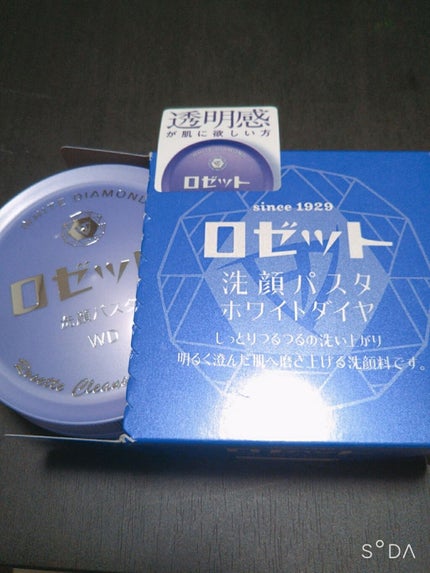 透明感
が肌に欲しい方
ロゼット
since 1929
ロゼット
洗顔パスタ
ホワイトダイヤ
しっとりつるつるの洗い上がり
明るく澄んだ肌へ磨き上げる洗顔料です。
WHITE DIAMOND
ロゼット
洗顔パスタ
WD
Rosette Cleans
SODA